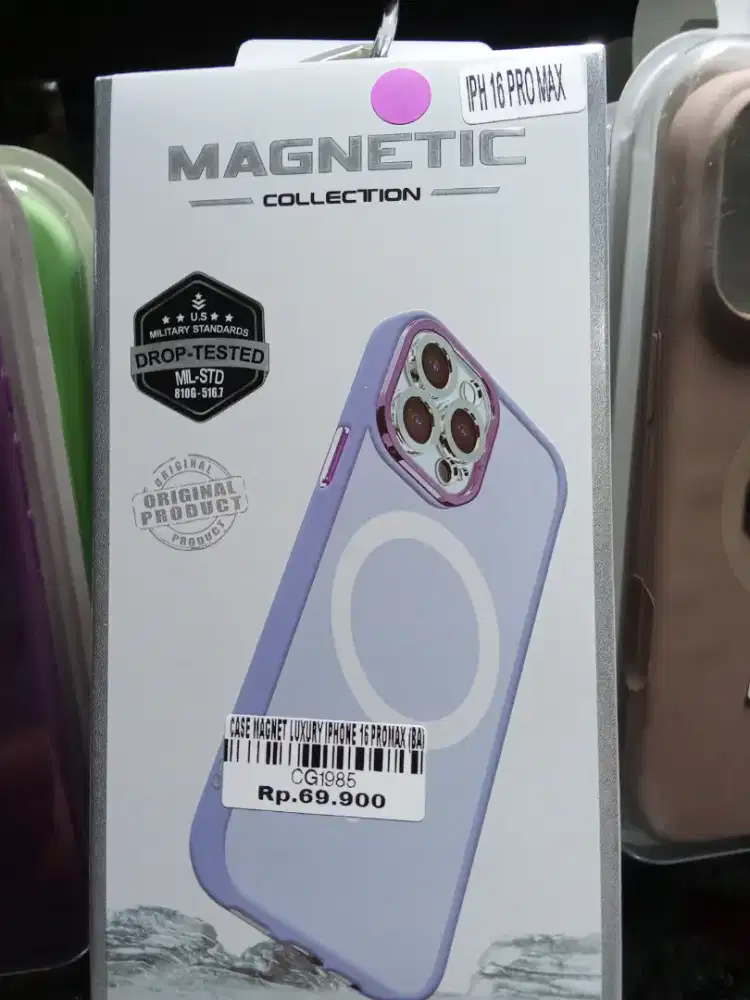 IPH 16 PRO MAX
MAGNETIC
COLLECTION
U.S
MILITARY STANDARDS
DROP-TESTED
MIL-STD
810G-516.7
ORIGINAL
ORIGINAL
PRODUCT
PRODUCT
CASE MAGNET LUXURY IPHONE 16 PROMAX (BA)
CG1985
Rp.69.900